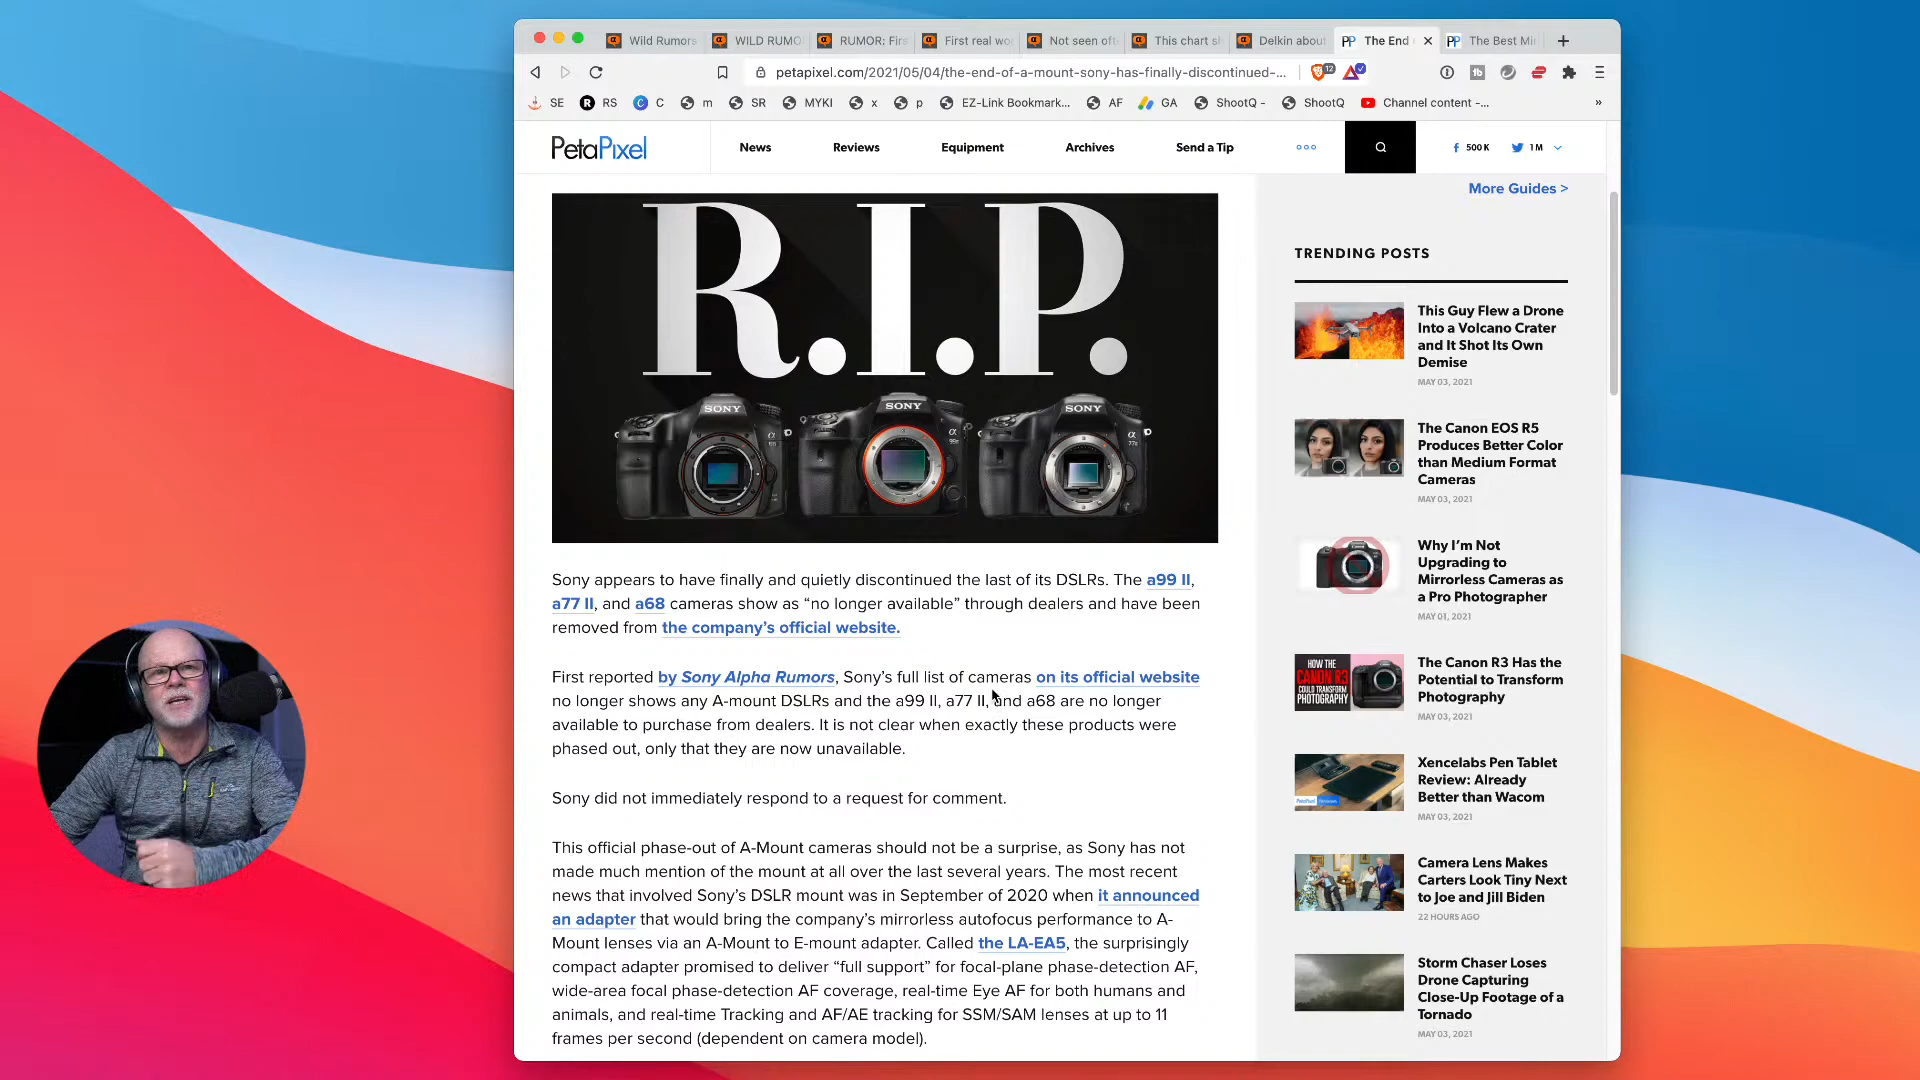 Wild Rumors
WILD RUMO
RUMOR: Firs
First real wo
Not seen oft
This chart s
Delkin abou
The End
The Best Mi
petapixel.com/2021/05/04/the-end-of-a-mount-sony-has-finally-discontinued-...
12
SE
RS
C
m
SR
MYKI
x
p
EZ-Link Bookmark...
AF
GA
ShootQ -
ShootQ
Channel content -...
»
PetaPixel
News
Reviews
Equipment
Archives
Send a Tip
500 K
1 M
More Guides >
R.I.P.
SONY
SONY
SONY
Sony appears to have finally and quietly discontinued the last of its DSLRs. The a99 II,
a77 II, and a68 cameras show as “no longer available” through dealers and have been
removed from the company’s official website.
First reported by Sony Alpha Rumors, Sony’s full list of cameras on its official website
no longer shows any A-mount DSLRs and the a99 II, a77 II, and a68 are no longer
available to purchase from dealers. It is not clear when exactly these products were
phased out, only that they are now unavailable.
Sony did not immediately respond to a request for comment.
This official phase-out of A-Mount cameras should not be a surprise, as Sony has not
made much mention of the mount at all over the last several years. The most recent
news that involved Sony’s DSLR mount was in September of 2020 when it announced
an adapter that would bring the company’s mirrorless autofocus performance to A-
Mount lenses via an A-Mount to E-mount adapter. Called the LA-EA5, the surprisingly
compact adapter promised to deliver “full support” for focal-plane phase-detection AF,
wide-area focal phase-detection AF coverage, real-time Eye AF for both humans and
animals, and real-time Tracking and AF/AE tracking for SSM/SAM lenses at up to 11
frames per second (dependent on camera model).
TRENDING POSTS
This Guy Flew a Drone
Into a Volcano Crater
and It Shot Its Own
Demise
MAY 03, 2021
The Canon EOS R5
Produces Better Color
than Medium Format
Cameras
MAY 03, 2021
Why I’m Not
Upgrading to
Mirrorless Cameras as
a Pro Photographer
MAY 01, 2021
HOW THE
CANON R3
COULD TRANSFORM
PHOTOGRAPHY
The Canon R3 Has the
Potential to Transform
Photography
MAY 03, 2021
Xencelabs Pen Tablet
Review: Already
Better than Wacom
MAY 03, 2021
Camera Lens Makes
Carters Look Tiny Next
to Joe and Jill Biden
22 HOURS AGO
Storm Chaser Loses
Drone Capturing
Close-Up Footage of a
Tornado
MAY 03, 2021